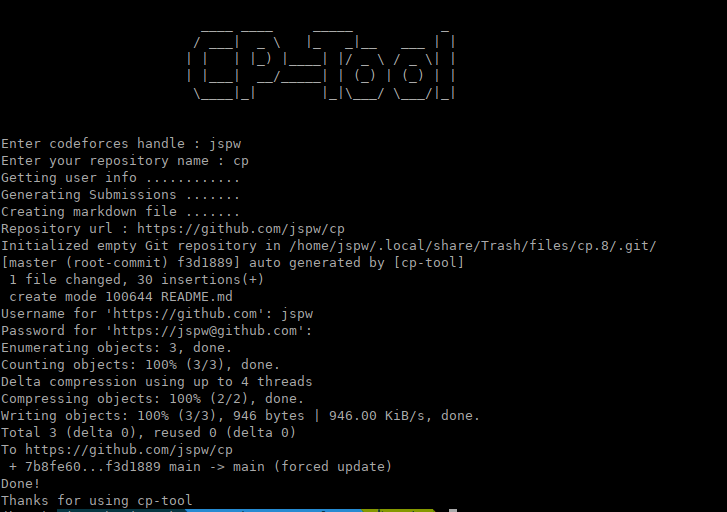 CP-Tool
Enter codeforces handle : jspw
Enter your repository name : cp
Getting user info ............
Generating Submissions .......
Creating markdown file .......
Repository url : https://github.com/jspw/cp
Initialized empty Git repository in /home/jspw/.local/share/Trash/files/cp.8/.git/
[master (root-commit) f3d1889] auto generated by [cp-tool]
 1 file changed, 30 insertions(+)
 create mode 100644 README.md
Username for 'https://github.com': jspw
Password for 'https://jspw@github.com':
Enumerating objects: 3, done.
Counting objects: 100% (3/3), done.
Delta compression using up to 4 threads
Compressing objects: 100% (2/2), done.
Writing objects: 100% (3/3), 946 bytes | 946.00 KiB/s, done.
Total 3 (delta 0), reused 0 (delta 0)
To https://github.com/jspw/cp
 + 7b8fe60...f3d1889 main -> main (forced update)
Done!
Thanks for using cp-tool